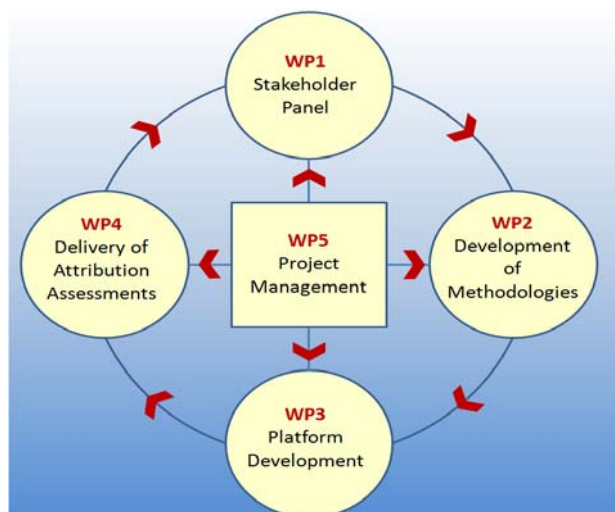 WP1
Stakeholder
Panel
WP4
Delivery of
Attribution
Assessments
WP5
Project
Management
WP2
Development
of
Methodologies
WP3
Platform
Development